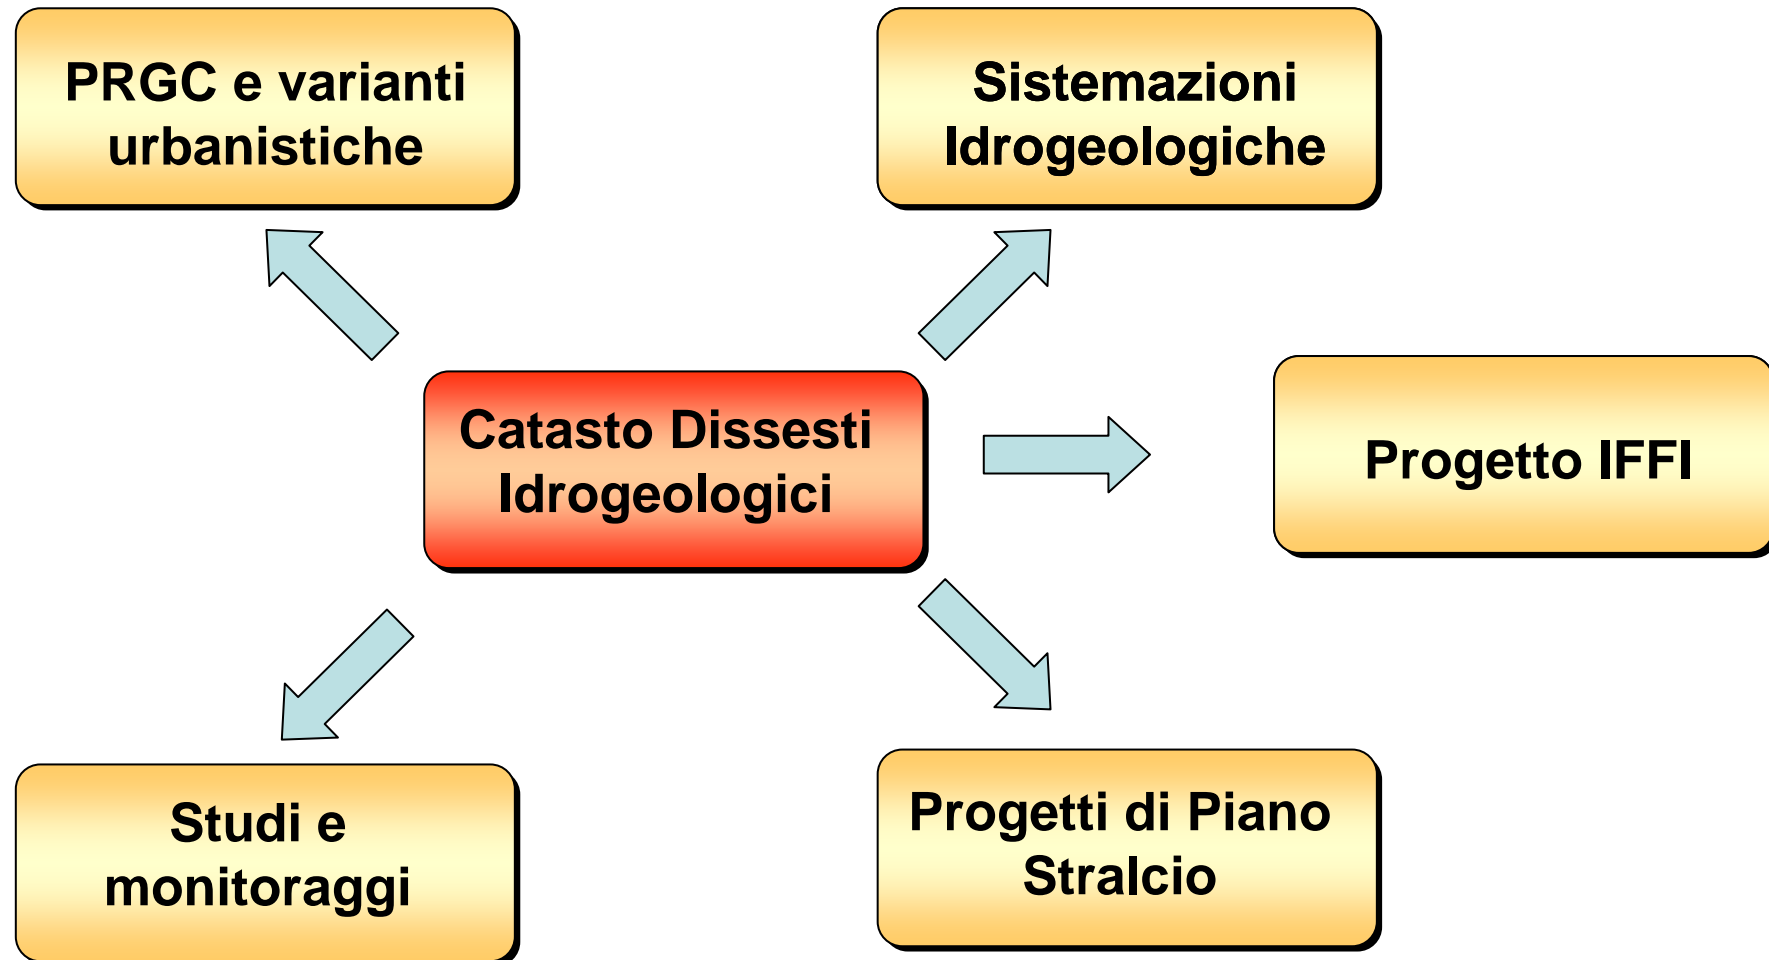 PRGC e varianti
urbanistiche
Sistemazioni
Idrogeologiche
Catasto Dissesti
Idrogeologici
Progetto IFFI
Studi e
monitoraggi
Progetti di Piano
Stralcio